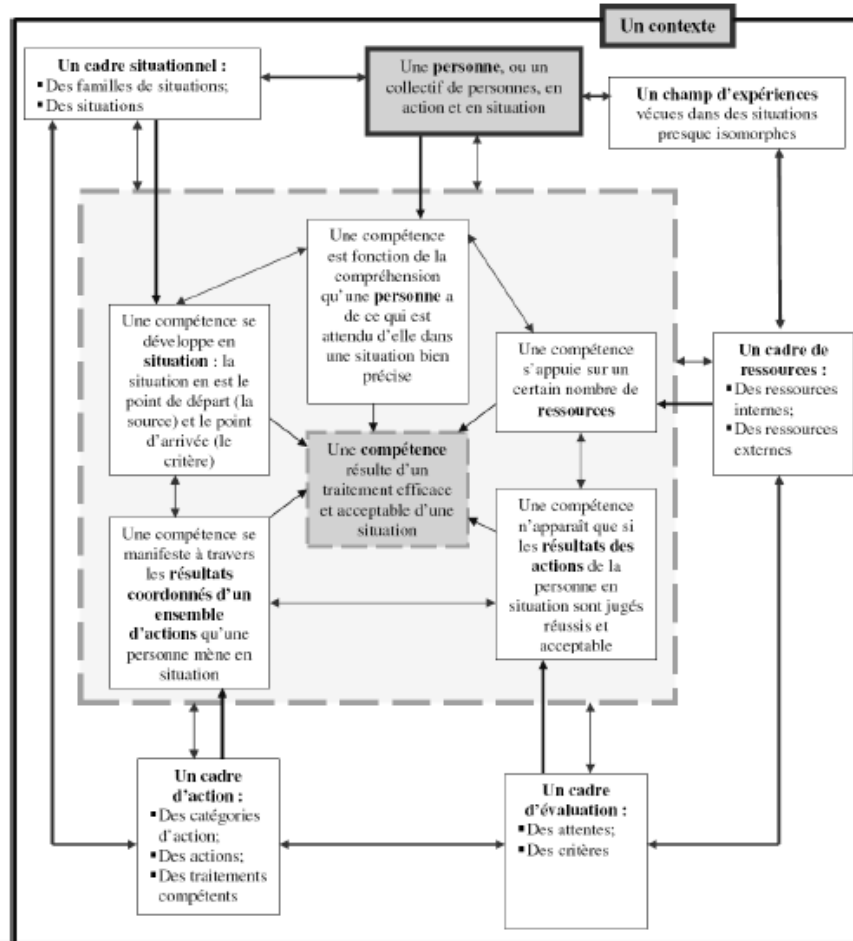 Un contexte
Un cadre situationnel :
▪ Des familles de situations;
▪ Des situations
Une personne, ou un
collectif de personnes, en
action et en situation
Un champ d'expériences
vécues dans des situations
presque isomorphes
Une compétence
est fonction de la
compréhension
qu'une personne a
de ce qui est
attendu d'elle dans
une situation bien
précise
Une compétence se
développe en
situation : la
situation en est le
point de départ (la
source) et le point
d'arrivée (le
critère)
Une compétence
s'appuie sur un
certain nombre de
ressources
Un cadre de
ressources :
▪ Des ressources
internes;
▪ Des ressources
externes
Une compétence
résulte d'un
traitement efficace
et acceptable d'une
situation
Une compétence se
manifeste à travers
les résultats
coordonnés d'un
ensemble
d'actions qu'une
personne mène en
situation
Une compétence
n'apparaît que si
les résultats des
actions de la
personne en
situation sont jugés
réussis et
acceptable
Un cadre
d'action :
▪ Des catégories
d'action;
▪ Des actions;
▪ Des traitements
compétents
Un cadre
d'évaluation :
▪ Des attentes;
▪ Des critères